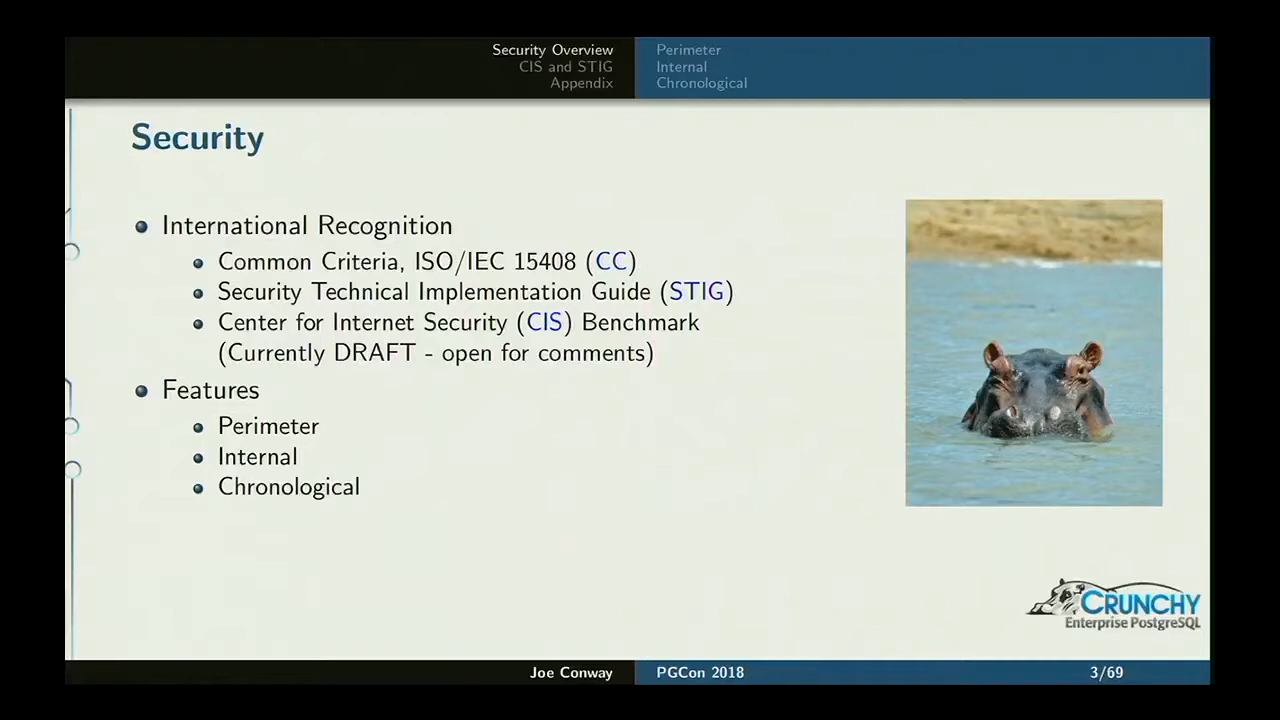 Security Overview
CIS and STIG
Appendix
Perimeter
Internal
Chronological
Security
International Recognition
Common Criteria, ISO/IEC 15408 (CC)
Security Technical Implementation Guide (STIG)
Center for Internet Security (CIS) Benchmark
(Currently DRAFT - open for comments)
Features
Perimeter
Internal
Chronological
CRUNCHY
Enterprise PostgreSQL
Joe Conway
PGCon 2018
3/69